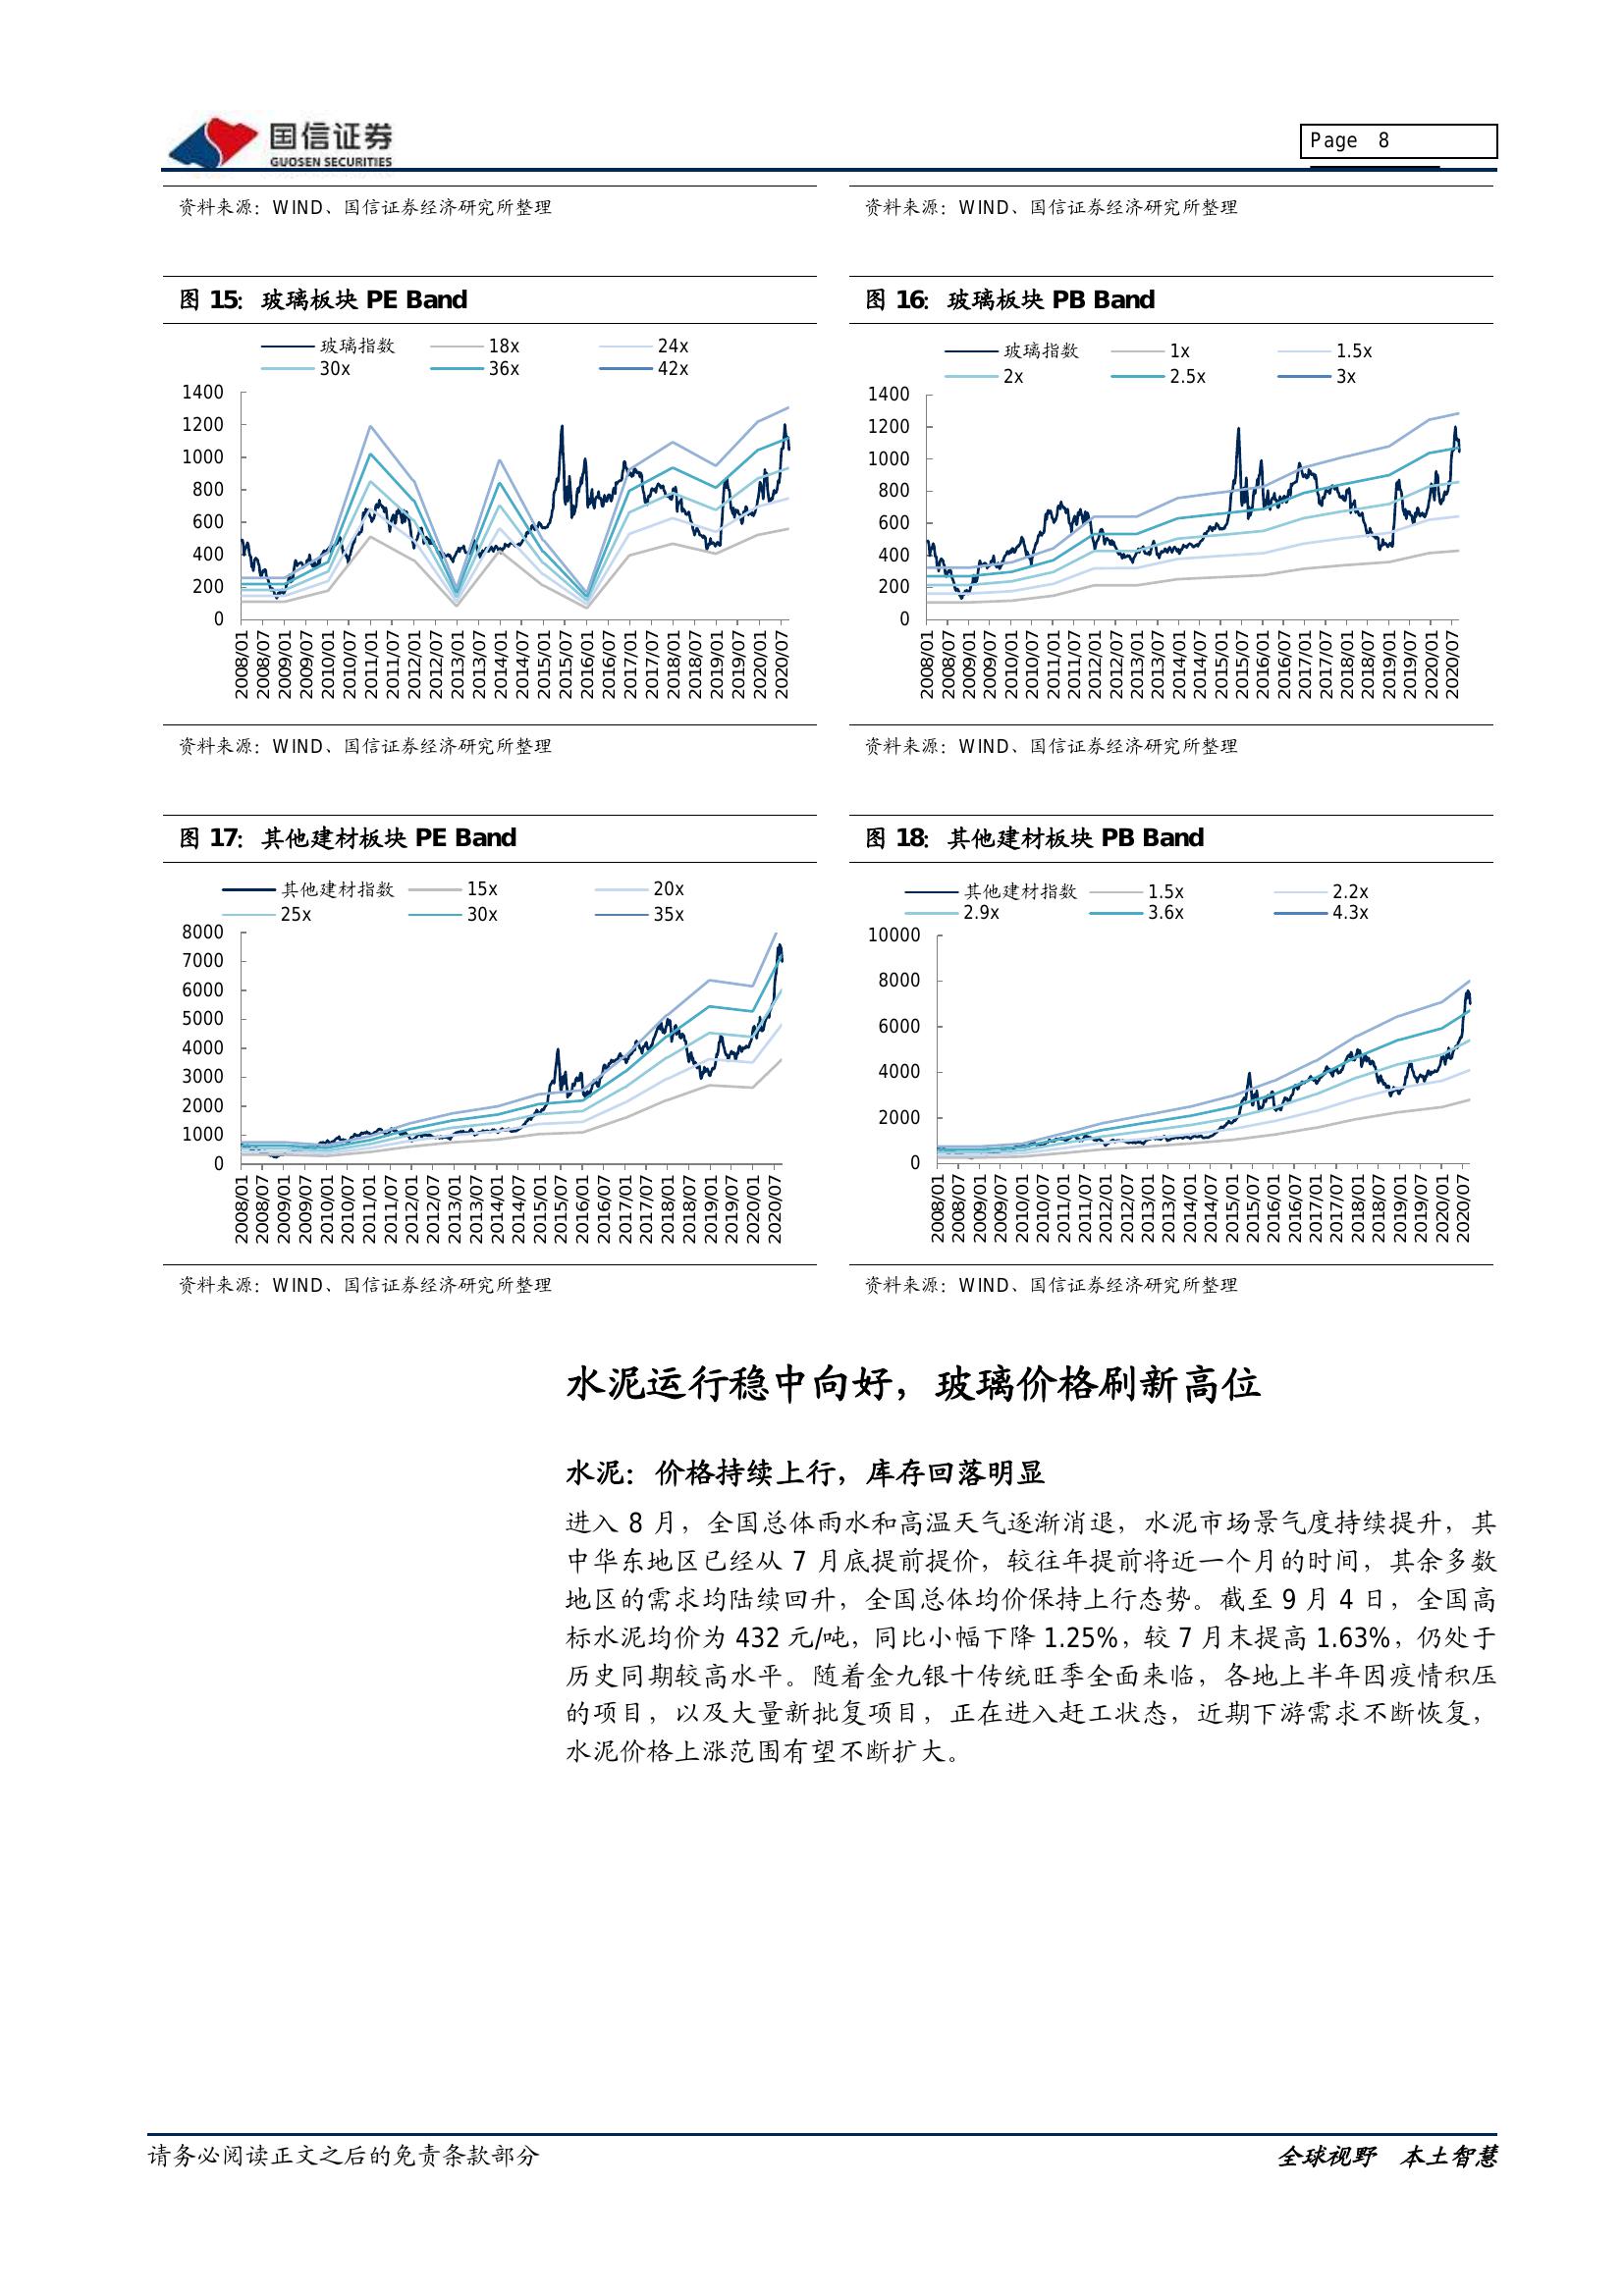 国信证券
GUOSEN SECURITIES
Page 8
资料来源：WIND、国信证券经济研究所整理
资料来源：WIND、国信证券经济研究所整理
图 15：玻璃板块 PE Band
玻璃指数 18x 24x
30x 36x 42x
1400
1200
1000
800
600
400
200
0
2008/01 2008/07 2009/01 2009/07 2010/01 2010/07 2011/01 2011/07 2012/01 2012/07 2013/01 2013/07 2014/01 2014/07 2015/01 2015/07 2016/01 2016/07 2017/01 2017/07 2018/01 2018/07 2019/01 2019/07 2020/01 2020/07
资料来源：WIND、国信证券经济研究所整理
图 16：玻璃板块 PB Band
玻璃指数 1x 1.5x
2x 2.5x 3x
1400
1200
1000
800
600
400
200
0
2008/01 2008/07 2009/01 2009/07 2010/01 2010/07 2011/01 2011/07 2012/01 2012/07 2013/01 2013/07 2014/01 2014/07 2015/01 2015/07 2016/01 2016/07 2017/01 2017/07 2018/01 2018/07 2019/01 2019/07 2020/01 2020/07
资料来源：WIND、国信证券经济研究所整理
图 17：其他建材板块 PE Band
其他建材指数 15x 20x
25x 30x 35x
8000
7000
6000
5000
4000
3000
2000
1000
0
2008/01 2008/07 2009/01 2009/07 2010/01 2010/07 2011/01 2011/07 2012/01 2012/07 2013/01 2013/07 2014/01 2014/07 2015/01 2015/07 2016/01 2016/07 2017/01 2017/07 2018/01 2018/07 2019/01 2019/07 2020/01 2020/07
资料来源：WIND、国信证券经济研究所整理
图 18：其他建材板块 PB Band
其他建材指数 1.5x 2.2x
2.9x 3.6x 4.3x
10000
8000
6000
4000
2000
0
2008/01 2008/07 2009/01 2009/07 2010/01 2010/07 2011/01 2011/07 2012/01 2012/07 2013/01 2013/07 2014/01 2014/07 2015/01 2015/07 2016/01 2016/07 2017/01 2017/07 2018/01 2018/07 2019/01 2019/07 2020/01 2020/07
资料来源：WIND、国信证券经济研究所整理
水泥运行稳中向好，玻璃价格刷新高位
水泥：价格持续上行，库存回落明显
进入 8 月，全国总体雨水和高温天气逐渐消退，水泥市场景气度持续提升，其
中华东地区已经从 7 月底提前提价，较往年提前将近一个月的时间，其余多数
地区的需求均陆续回升，全国总体均价保持上行态势。截至 9 月 4 日，全国高
标水泥均价为 432 元/吨，同比小幅下降 1.25%，较 7 月末提高 1.63%，仍处于
历史同期较高水平。随着金九银十传统旺季全面来临，各地上半年因疫情积压
的项目，以及大量新批复项目，正在进入赶工状态，近期下游需求不断恢复，
水泥价格上涨范围有望不断扩大。
请务必阅读正文之后的免责条款部分
全球视野 本土智慧